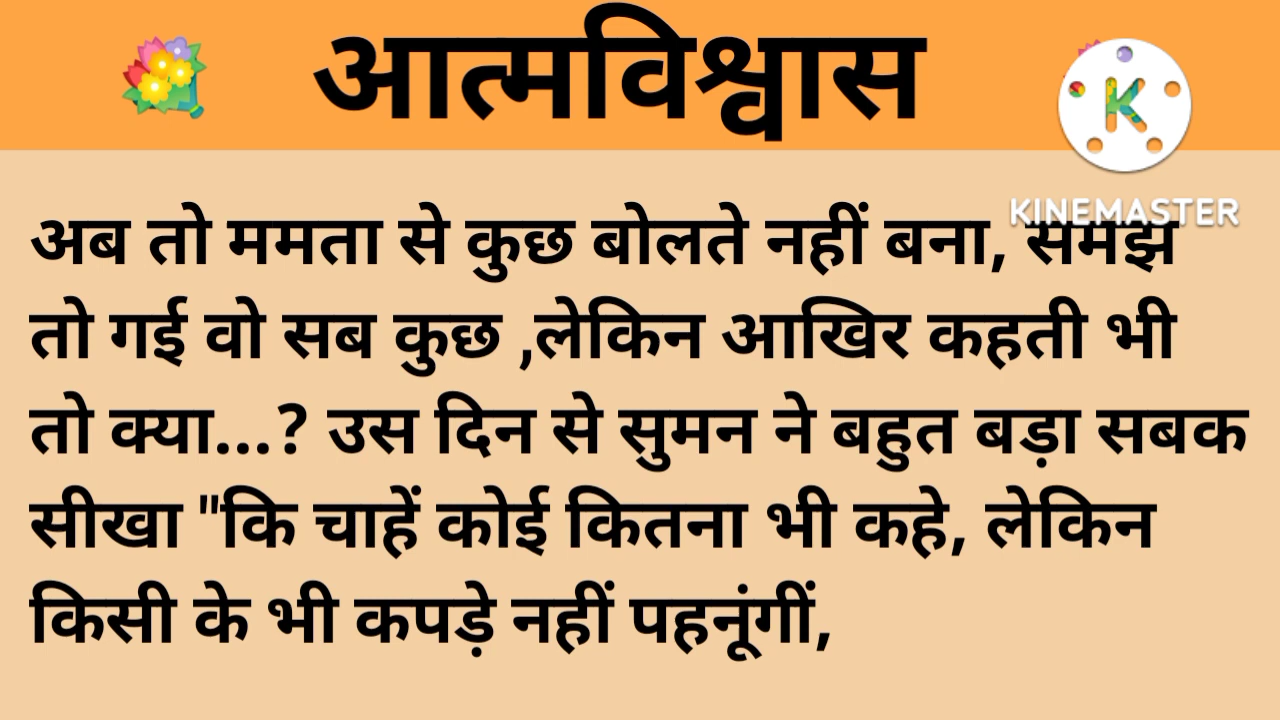 आत्मविश्वास
KINEMASTER
अब तो ममता से कुछ बोलते नहीं बना, समझ
तो गई वो सब कुछ ,लेकिन आखिर कहती भी
तो क्या...? उस दिन से सुमन ने बहुत बड़ा सबक
सीखा "कि चाहें कोई कितना भी कहे, लेकिन
किसी के भी कपड़े नहीं पहनूंगीं,